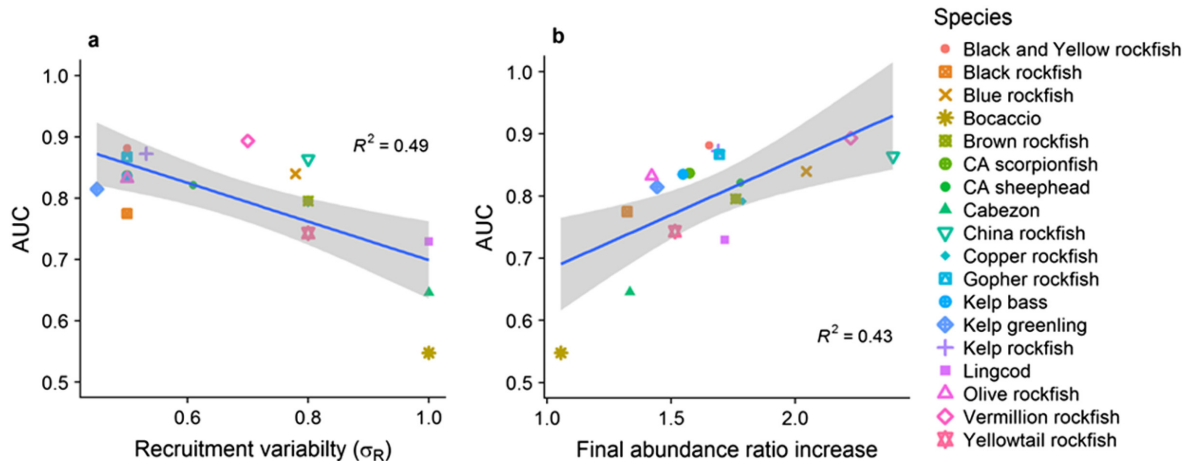 a
AUC
1.0
0.9
0.8
0.7
0.6
0.5
R² = 0.49
0.6
0.8
1.0
Recruitment variabilty (σR)
b
AUC
1.0
0.9
0.8
0.7
0.6
0.5
R² = 0.43
1.0
1.5
2.0
Final abundance ratio increase
Species
Black and Yellow rockfish
Black rockfish
Blue rockfish
Bocaccio
Brown rockfish
CA scorpionfish
CA sheephead
Cabezon
China rockfish
Copper rockfish
Gopher rockfish
Kelp bass
Kelp greenling
Kelp rockfish
Lingcod
Olive rockfish
Vermillion rockfish
Yellowtail rockfish